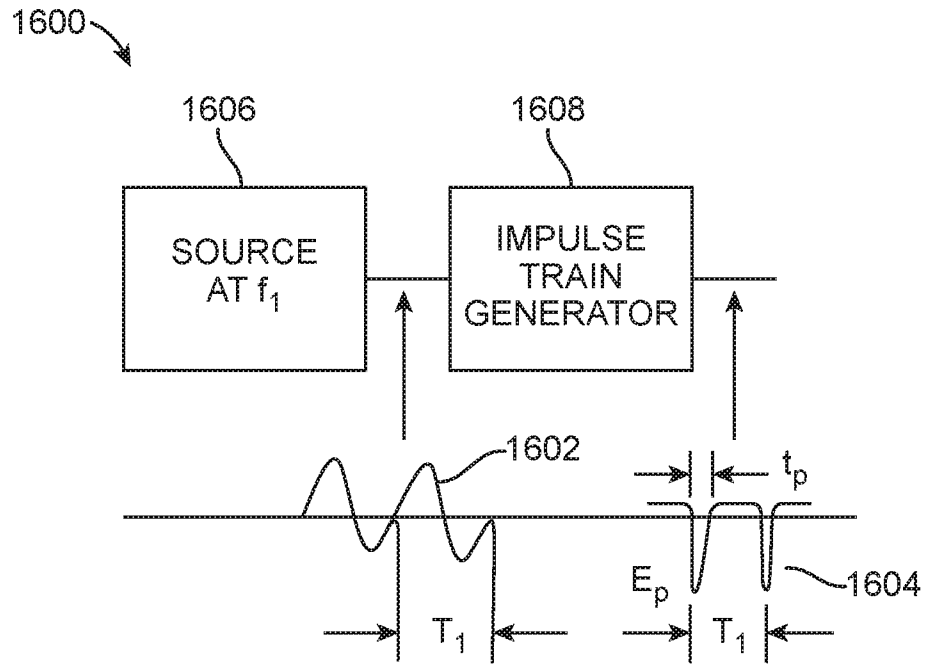 1600
1606
1608
SOURCE
AT f₁
IMPULSE
TRAIN
GENERATOR
1602
tₚ
Eₚ
1604
T₁
T₁